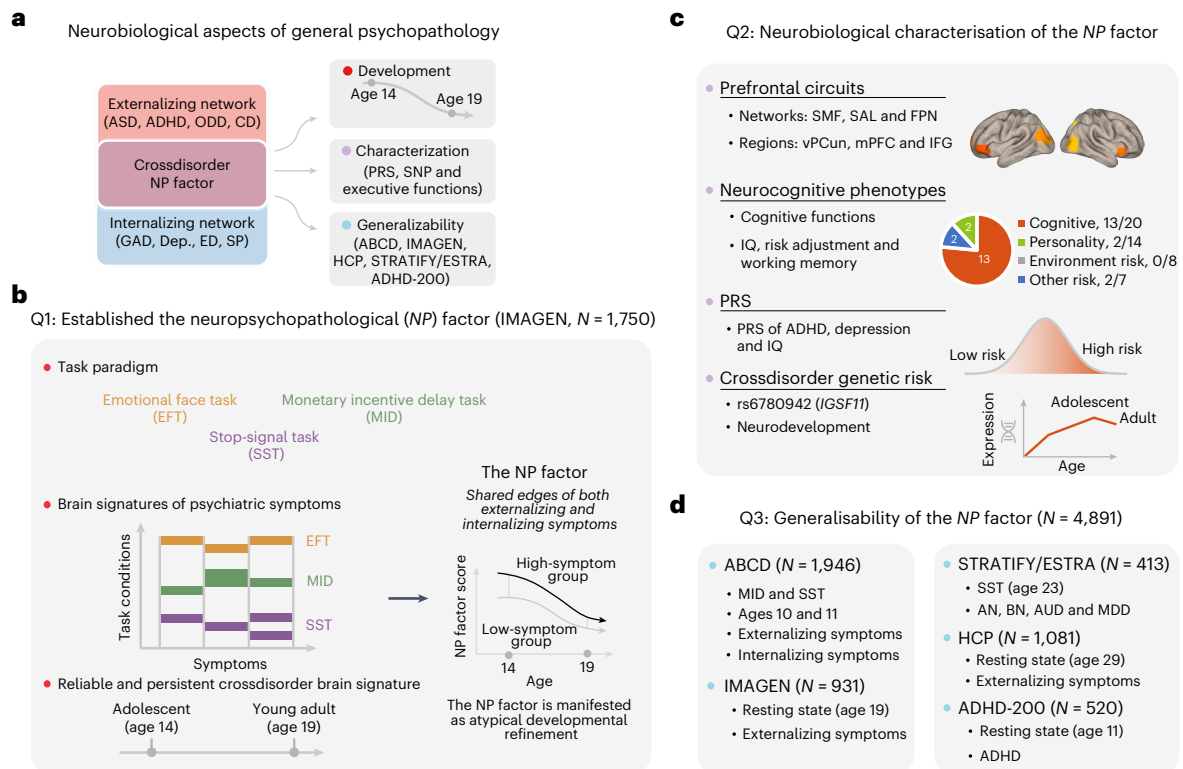 a
Neurobiological aspects of general psychopathology
Externalizing network
(ASD, ADHD, ODD, CD)
Crossdisorder
NP factor
Internalizing network
(GAD, Dep., ED, SP)
Development
Age 14
Age 19
Characterization
(PRS, SNP and
executive functions)
Generalizability
(ABCD, IMAGEN,
HCP, STRATIFY/ESTRA,
ADHD-200)
b
Q1: Established the neuropsychopathological (NP) factor (IMAGEN, N = 1,750)
Task paradigm
Emotional face task
(EFT)
Monetary incentive delay task
(MID)
Stop-signal task
(SST)
Brain signatures of psychiatric symptoms
Task conditions
EFT
MID
SST
Symptoms
The NP factor
Shared edges of both
externalizing and
internalizing symptoms
NP factor score
High-symptom
group
Low-symptom
group
14
19
Age
The NP factor is manifested
as atypical developmental
refinement
Reliable and persistent crossdisorder brain signature
Adolescent
(age 14)
Young adult
(age 19)
c
Q2: Neurobiological characterisation of the NP factor
Prefrontal circuits
• Networks: SMF, SAL and FPN
• Regions: vPCun, mPFC and IFG
Neurocognitive phenotypes
• Cognitive functions
• IQ, risk adjustment and
working memory
2
2
13
Cognitive, 13/20
Personality, 2/14
Environment risk, 0/8
Other risk, 2/7
PRS
• PRS of ADHD, depression
and IQ
Low risk
High risk
Crossdisorder genetic risk
• rs6780942 (IGSF11)
• Neurodevelopment
Expression
Adolescent
Adult
Age
d
Q3: Generalisability of the NP factor (N = 4,891)
ABCD (N = 1,946)
• MID and SST
• Ages 10 and 11
• Externalizing symptoms
• Internalizing symptoms
IMAGEN (N = 931)
• Resting state (age 19)
• Externalizing symptoms
STRATIFY/ESTRA (N = 413)
• SST (age 23)
• AN, BN, AUD and MDD
HCP (N = 1,081)
• Resting state (age 29)
• Externalizing symptoms
ADHD-200 (N = 520)
• Resting state (age 11)
• ADHD